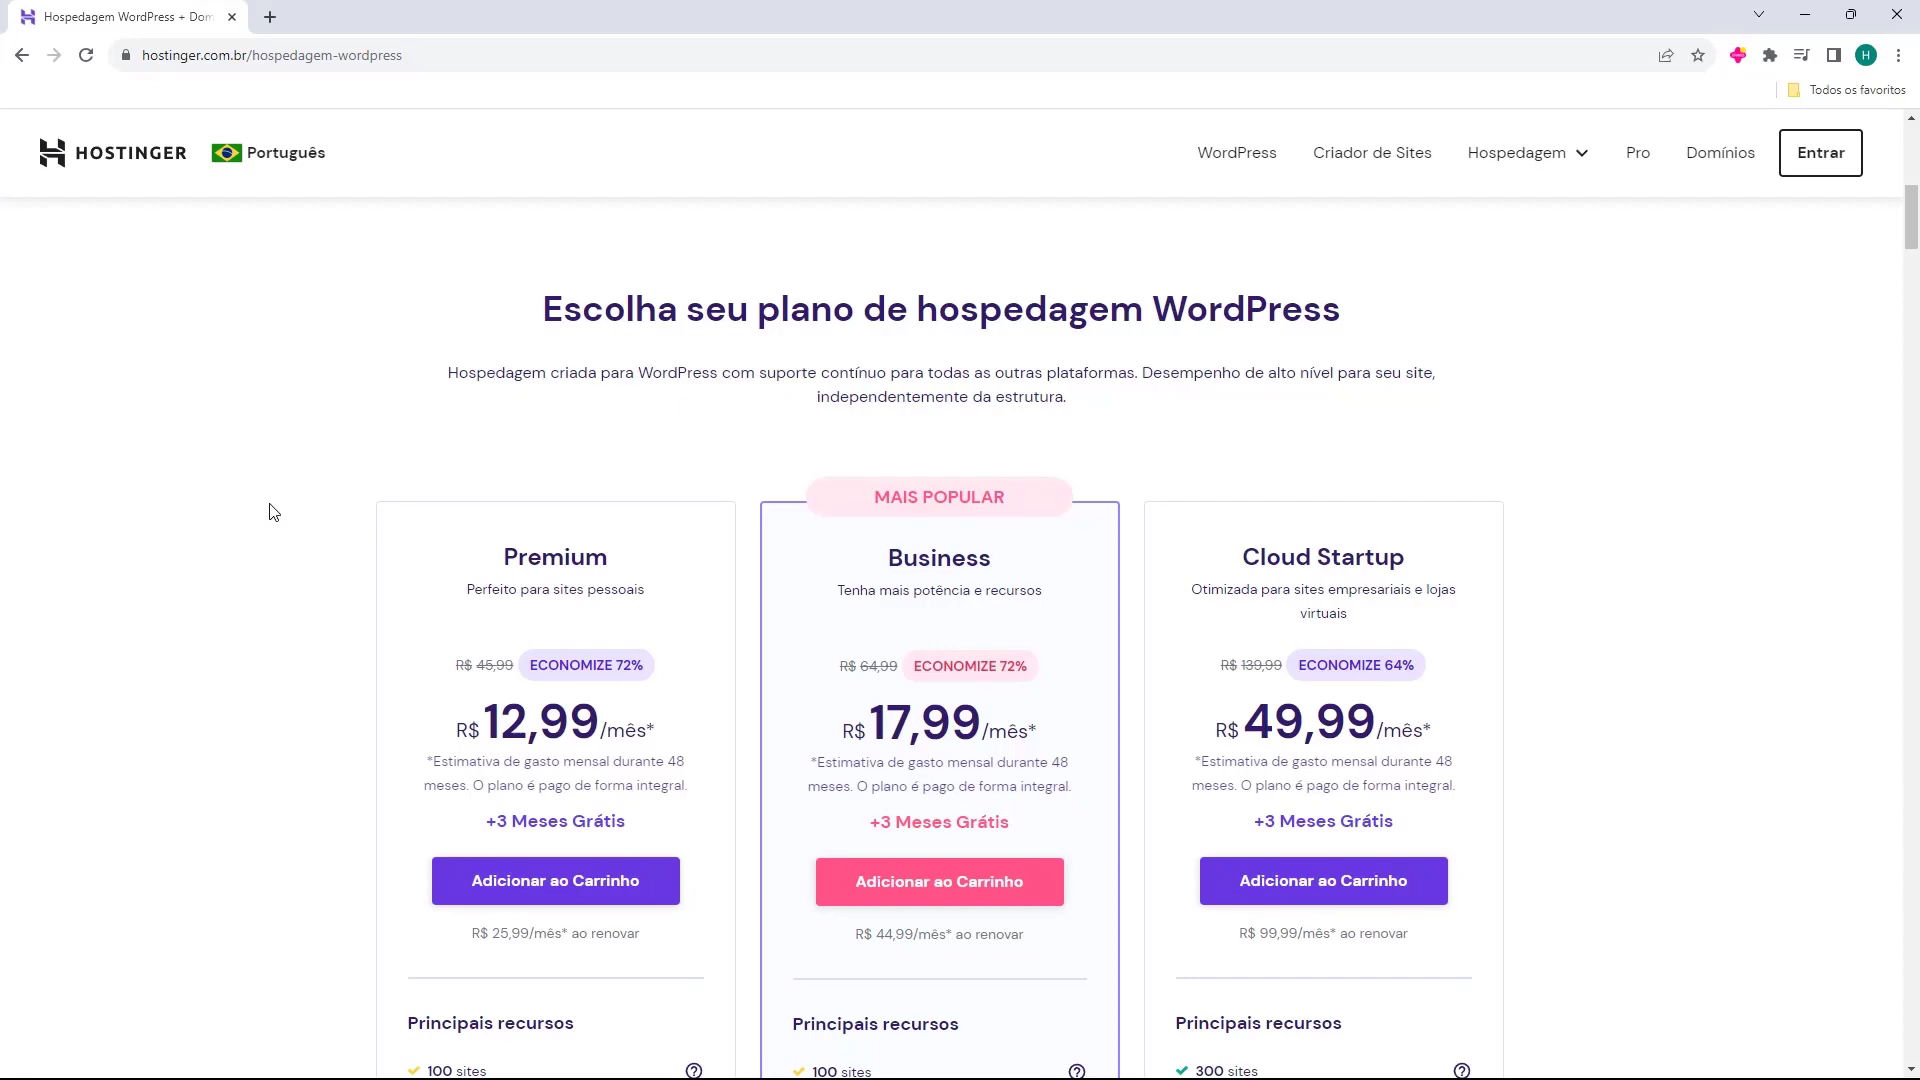 Hospedagem WordPress + Dom
hostinger.com.br/hospedagem-wordpress
H
Todos os favoritos
HOSTINGER
Português
WordPress
Criador de Sites
Hospedagem
Pro
Domínios
Entrar
Escolha seu plano de hospedagem WordPress
Hospedagem criada para WordPress com suporte contínuo para todas as outras plataformas. Desempenho de alto nível para seu site,
independentemente da estrutura.
Premium
Perfeito para sites pessoais
R$ 45,99 ECONOMIZE 72%
R$ 12,99/mês*
*Estimativa de gasto mensal durante 48
meses. O plano é pago de forma integral.
+3 Meses Grátis
Adicionar ao Carrinho
R$ 25,99/mês* ao renovar
Principais recursos
100 sites
MAIS POPULAR
Business
Tenha mais potência e recursos
R$ 64,99 ECONOMIZE 72%
R$ 17,99/mês*
*Estimativa de gasto mensal durante 48
meses. O plano é pago de forma integral.
+3 Meses Grátis
Adicionar ao Carrinho
R$ 44,99/mês* ao renovar
Principais recursos
100 sites
Cloud Startup
Otimizada para sites empresariais e lojas
virtuais
R$ 139,99 ECONOMIZE 64%
R$ 49,99/mês*
*Estimativa de gasto mensal durante 48
meses. O plano é pago de forma integral.
+3 Meses Grátis
Adicionar ao Carrinho
R$ 99,99/mês* ao renovar
Principais recursos
300 sites